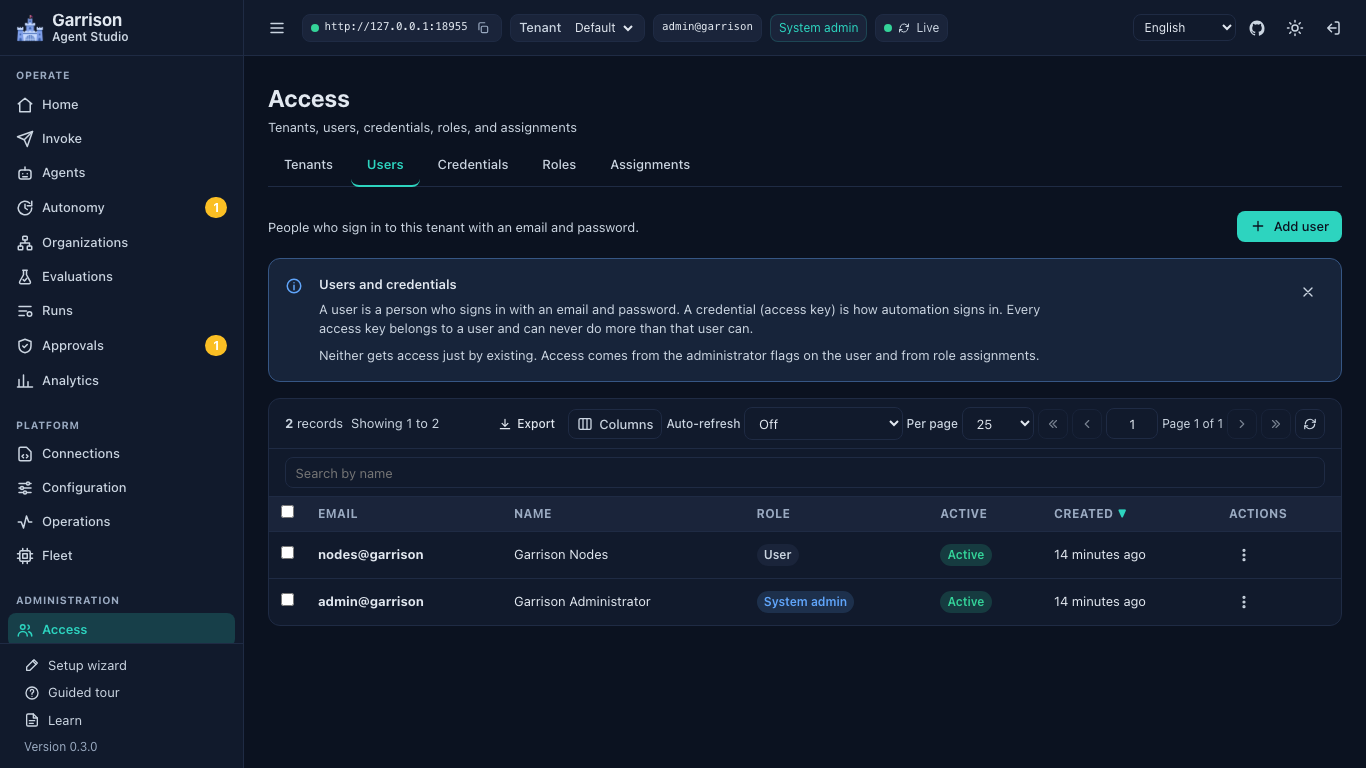 Garrison
Agent Studio
http://127.0.0.1:18955
Tenant Default
admin@garrison
System admin
Live
English
OPERATE
Home
Invoke
Agents
Autonomy 1
Organizations
Evaluations
Runs
Approvals 1
Analytics
PLATFORM
Connections
Configuration
Operations
Fleet
ADMINISTRATION
Access
Setup wizard
Guided tour
Learn
Version 0.3.0
Access
Tenants, users, credentials, roles, and assignments
Tenants Users Credentials Roles Assignments
People who sign in to this tenant with an email and password.
Add user
Users and credentials
A user is a person who signs in with an email and password. A credential (access key) is how automation signs in. Every
access key belongs to a user and can never do more than that user can.
Neither gets access just by existing. Access comes from the administrator flags on the user and from role assignments.
2 records Showing 1 to 2 Export Columns Auto-refresh Off Per page 25 1 Page 1 of 1
Search by name
EMAIL NAME ROLE ACTIVE CREATED ▼ ACTIONS
nodes@garrison Garrison Nodes User Active 14 minutes ago
admin@garrison Garrison Administrator System admin Active 14 minutes ago